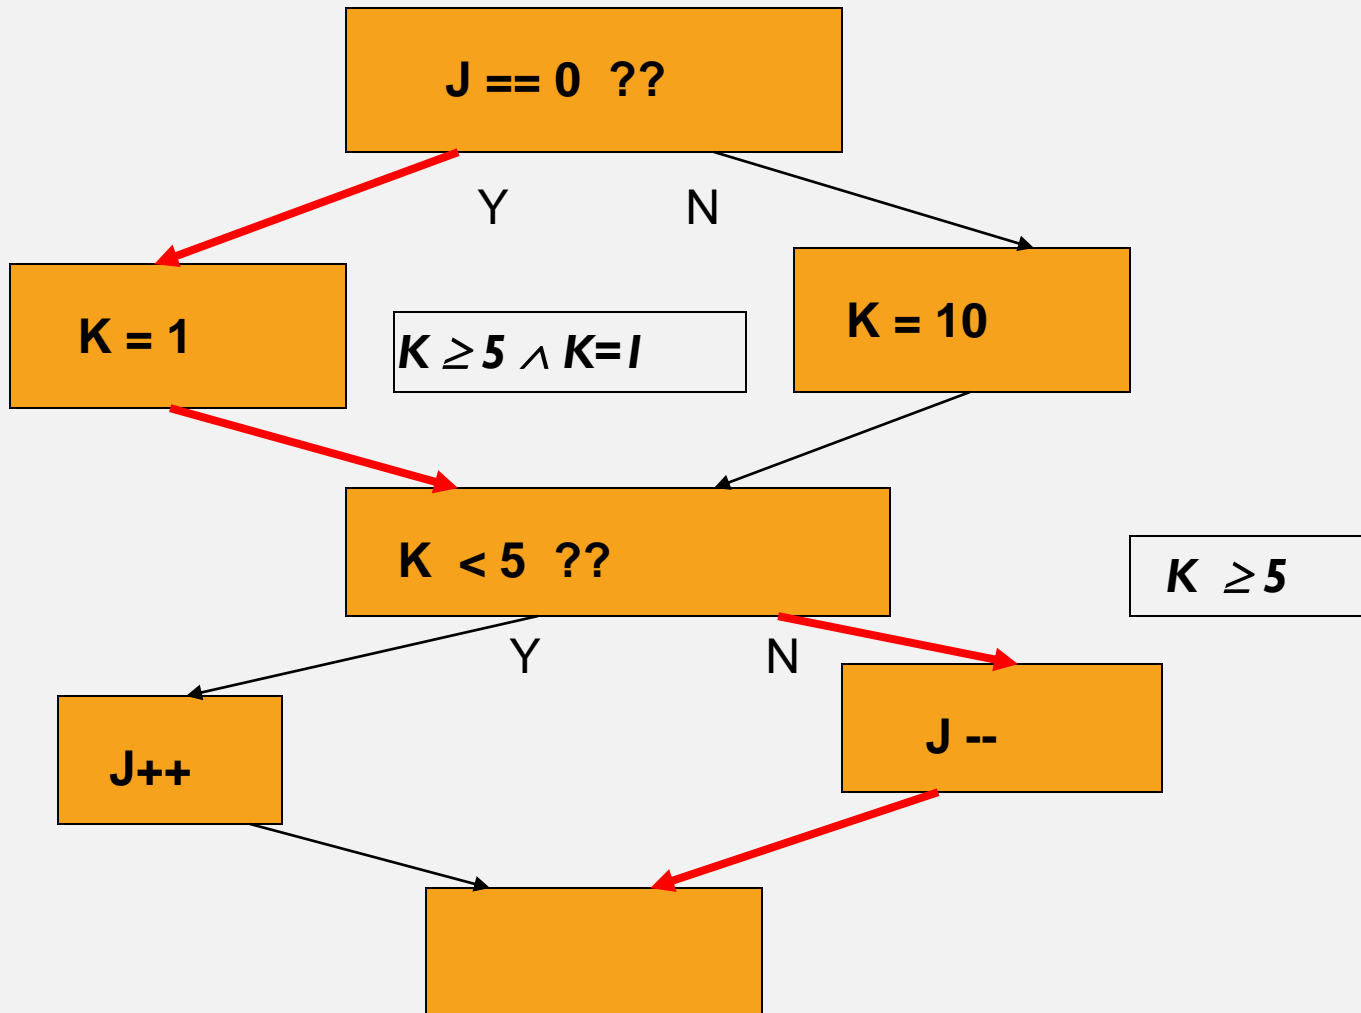 J == 0 ??
Y N
K = 1
K ≥ 5 ∧ K=1
K = 10
K < 5 ??
K ≥ 5
Y N
J++
J --